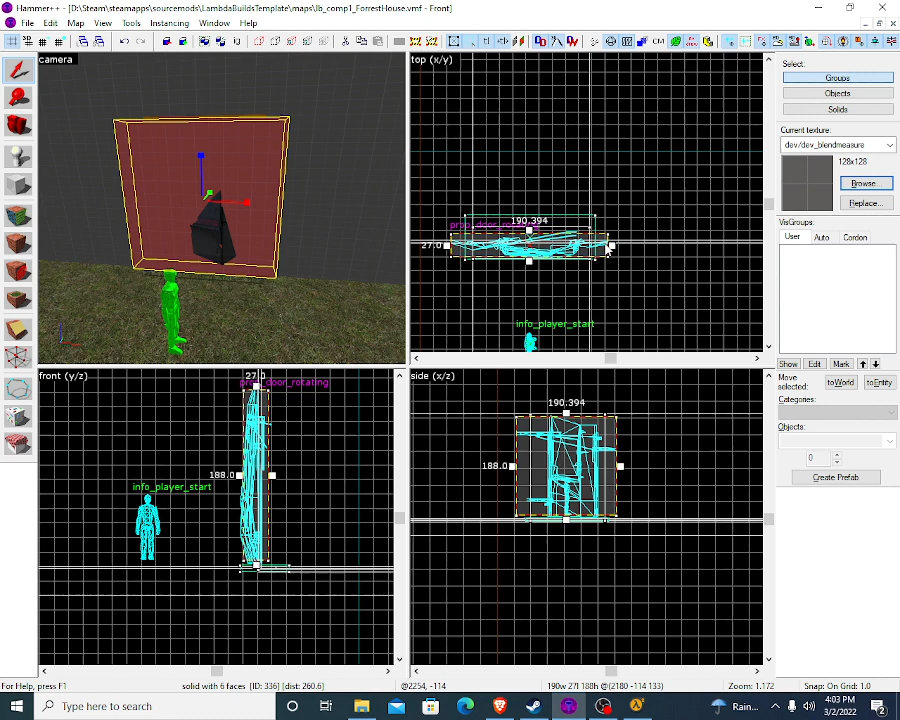 Hammer++ - [D:\Steam\steamapps\sourcemods\LambdaBuildsTemplate\maps\lb_comp1_ForrestHouse.vmf - Front]
File Edit Map View Tools Instancing Window Help
camera
top (x/y)
190.394
27.0
info_player_start
front (y/z)
27.0
prop_door_rotating
188.0
info_player_start
side (x/z)
190.394
188.0
Select:
Groups
Objects
Solids
Current texture:
dev/dev_blendmeasure
128x128
Browse...
Replace...
VisGroups:
User Auto Cordon
Show Edit Mark
Move selected:
toWorld toEntity
Categories:
Objects:
0
Create Prefab
For Help, press F1
solid with 6 faces [ID: 336] [dist: 260.6]
@2254, -114
190w 27l 188h @(2180 -114 133)
Zoom: 1.172
Snap: On Grid: 1.0
Type here to search
Rain...
4:03 PM
3/2/2022
2